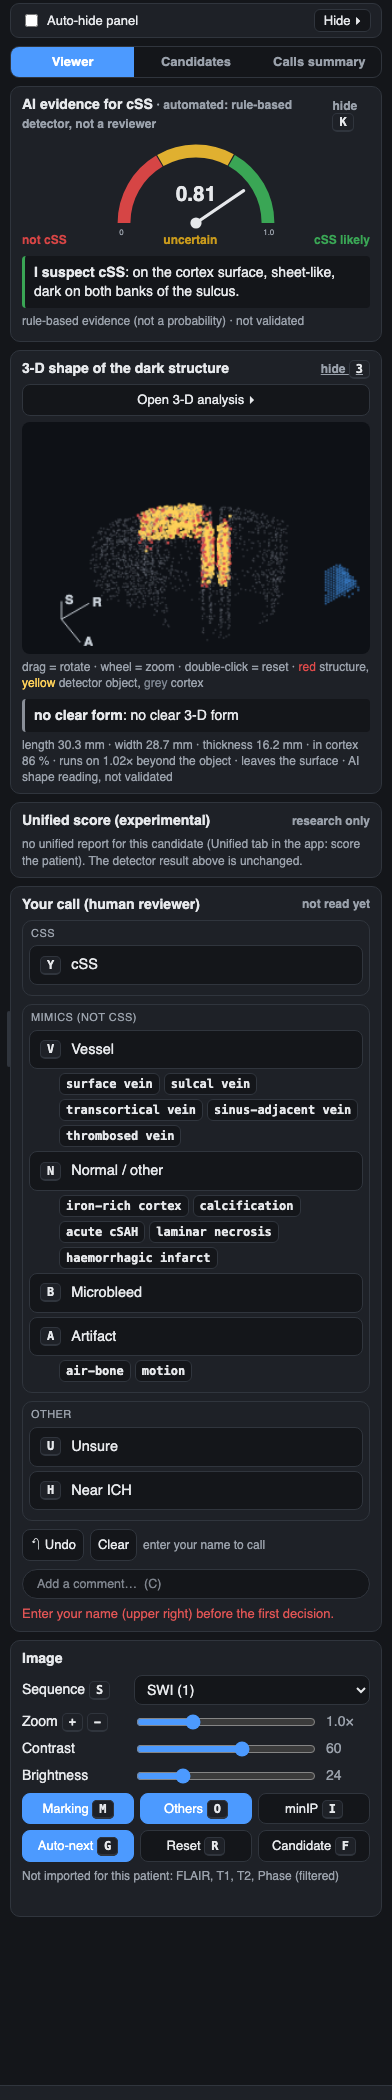 Auto-hide panel
Hide
Viewer
Candidates
Calls summary
AI evidence for cSS · automated: rule-based
detector, not a reviewer
hide
K
0.81
0
1.0
not cSS
uncertain
cSS likely
I suspect cSS: on the cortex surface, sheet-like,
dark on both banks of the sulcus.
rule-based evidence (not a probability) · not validated
3-D shape of the dark structure
hide 3
Open 3-D analysis
S
R
A
drag = rotate · wheel = zoom · double-click = reset · red structure,
yellow detector object, grey cortex
no clear form: no clear 3-D form
length 30.3 mm · width 28.7 mm · thickness 16.2 mm · in cortex
86 % · runs on 1.02× beyond the object · leaves the surface · AI
shape reading, not validated
Unified score (experimental)
research only
no unified report for this candidate (Unified tab in the app: score
the patient). The detector result above is unchanged.
Your call (human reviewer)
not read yet
CSS
Y cSS
MIMICS (NOT CSS)
V Vessel
surface vein
sulcal vein
transcortical vein
sinus-adjacent vein
thrombosed vein
N Normal / other
iron-rich cortex
calcification
acute cSAH
laminar necrosis
haemorrhagic infarct
B Microbleed
A Artifact
air-bone
motion
OTHER
U Unsure
H Near ICH
Undo
Clear
enter your name to call
Add a comment… (C)
Enter your name (upper right) before the first decision.
Image
Sequence S
SWI (1)
Zoom + −
1.0×
Contrast
60
Brightness
24
Marking M
Others O
minIP I
Auto-next G
Reset R
Candidate F
Not imported for this patient: FLAIR, T1, T2, Phase (filtered)